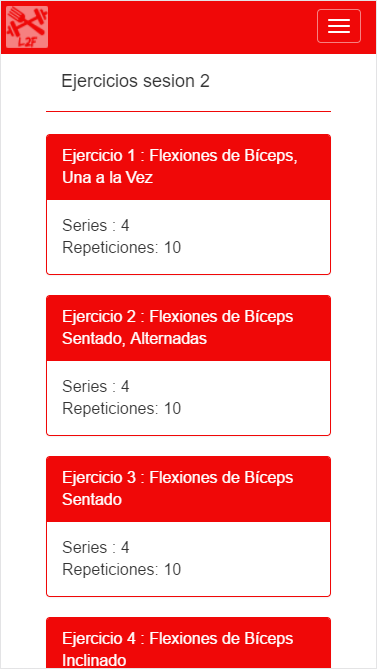 L2F
Ejercicios sesion 2
Ejercicio 1 : Flexiones de Bíceps,
Una a la Vez
Series : 4
Repeticiones: 10
Ejercicio 2 : Flexiones de Bíceps
Sentado, Alternadas
Series : 4
Repeticiones: 10
Ejercicio 3 : Flexiones de Bíceps
Sentado
Series : 4
Repeticiones: 10
Ejercicio 4 : Flexiones de Bíceps
Inclinado